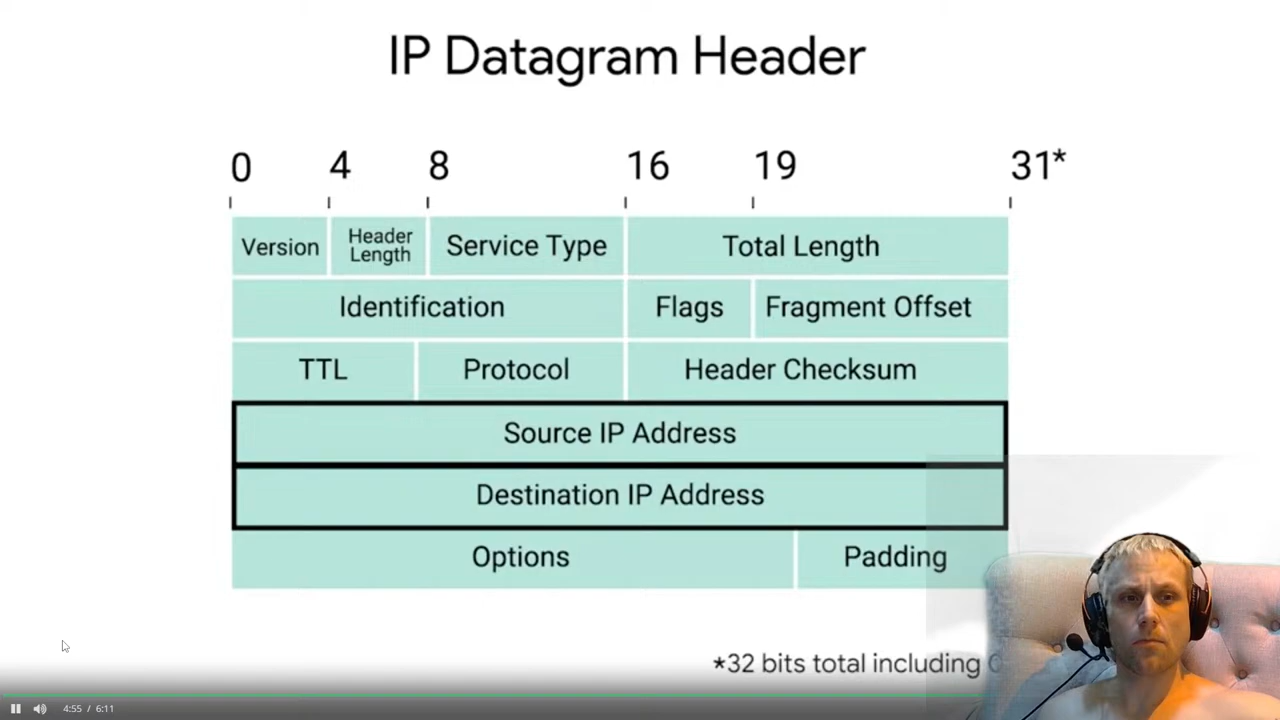 IP Datagram Header
0 4 8 16 19 31*
Version Header Length Service Type Total Length
Identification Flags Fragment Offset
TTL Protocol Header Checksum
Source IP Address
Destination IP Address
Options Padding
*32 bits total including
4:55 / 6:11